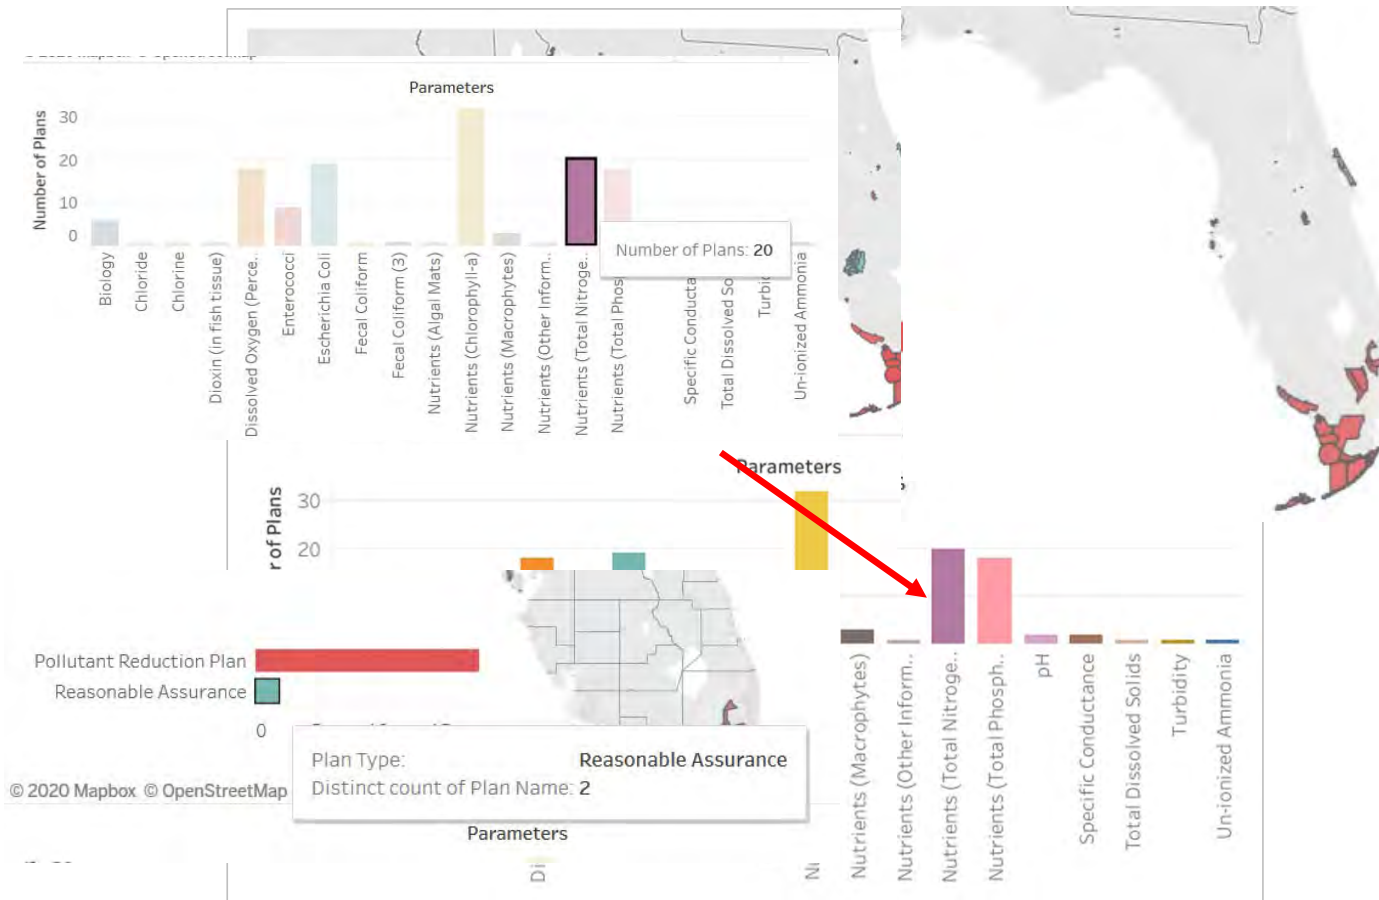 Parameters
Number of Plans
30
20
10
0
Number of Plans: 20
Biology
Chloride
Chlorine
Dioxin (in fish tissue)
Dissolved Oxygen (Perce..
Enterococci
Escherichia Coli
Fecal Coliform
Fecal Coliform (3)
Nutrients (Algal Mats)
Nutrients (Chlorophyll-a)
Nutrients (Macrophytes)
Nutrients (Other Inform..
Nutrients (Total Nitroge..
Nutrients (Total Phos
Specific Conducta
Total Dissolved So
Turbic
Un-ionized Ammonia
Parameters
r of Plans
30
20
Pollutant Reduction Plan
Reasonable Assurance
0
Plan Type: Reasonable Assurance
Distinct count of Plan Name: 2
© 2020 Mapbox © OpenStreetMap
Parameters
Di
Nutrients (Macrophytes)
Nutrients (Other Inform..
Nutrients (Total Nitroge..
Nutrients (Total Phosph..
pH
Specific Conductance
Total Dissolved Solids
Turbidity
Un-ionized Ammonia